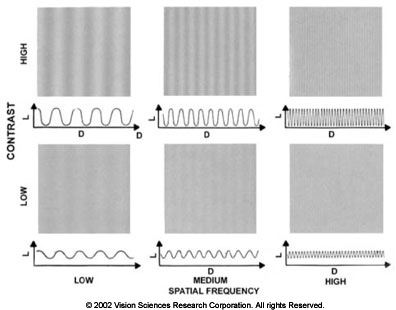 HIGH
CONTRAST
LOW
L
D
D
L
D
L
D
L
L
D
L
LOW
MEDIUM
HIGH
SPATIAL FREQUENCY
© 2002 Vision Sciences Research Corporation. All rights Reserved.